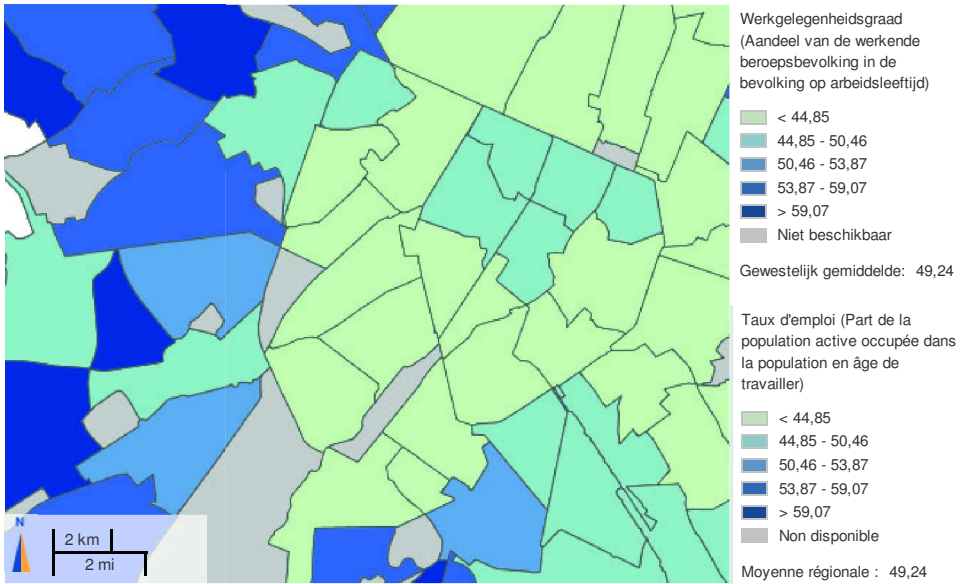 Werkgelegenheidsgraad
(Aandeel van de werkende
beroepsbevolking in de
bevolking op arbeidsleeftijd)
< 44,85
44,85 - 50,46
50,46 - 53,87
53,87 - 59,07
> 59,07
Niet beschikbaar
Gewestelijk gemiddelde: 49,24
Taux d'emploi (Part de la
population active occupée dans
la population en âge de
travailler)
< 44,85
44,85 - 50,46
50,46 - 53,87
53,87 - 59,07
> 59,07
Non disponible
Moyenne régionale : 49,24
N
2 km
2 mi